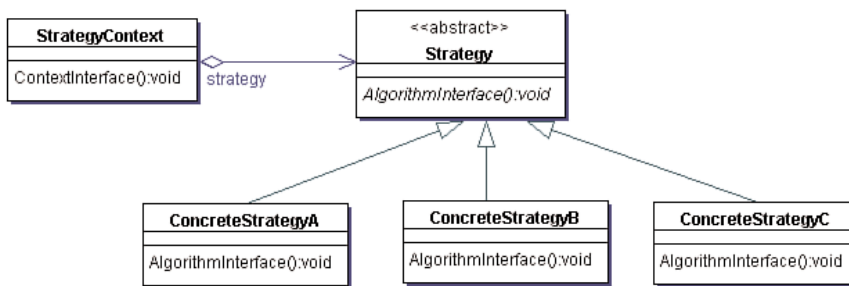 StrategyContext
ContextInterface():void
strategy
<<abstract>>
Strategy
AlgorithmInterface():void
ConcreteStrategyA
AlgorithmInterface():void
ConcreteStrategyB
AlgorithmInterface():void
ConcreteStrategyC
AlgorithmInterface():void